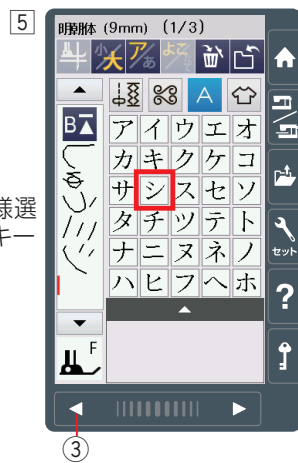 5
明朝体 (9mm) (1/3)
小大 アあ よこ
A
B
アイウエオ
カキクケコ
サシスセソ
タチツテト
ナニヌネノ
ハヒフヘホ
様選
キー
セット
?
F
3